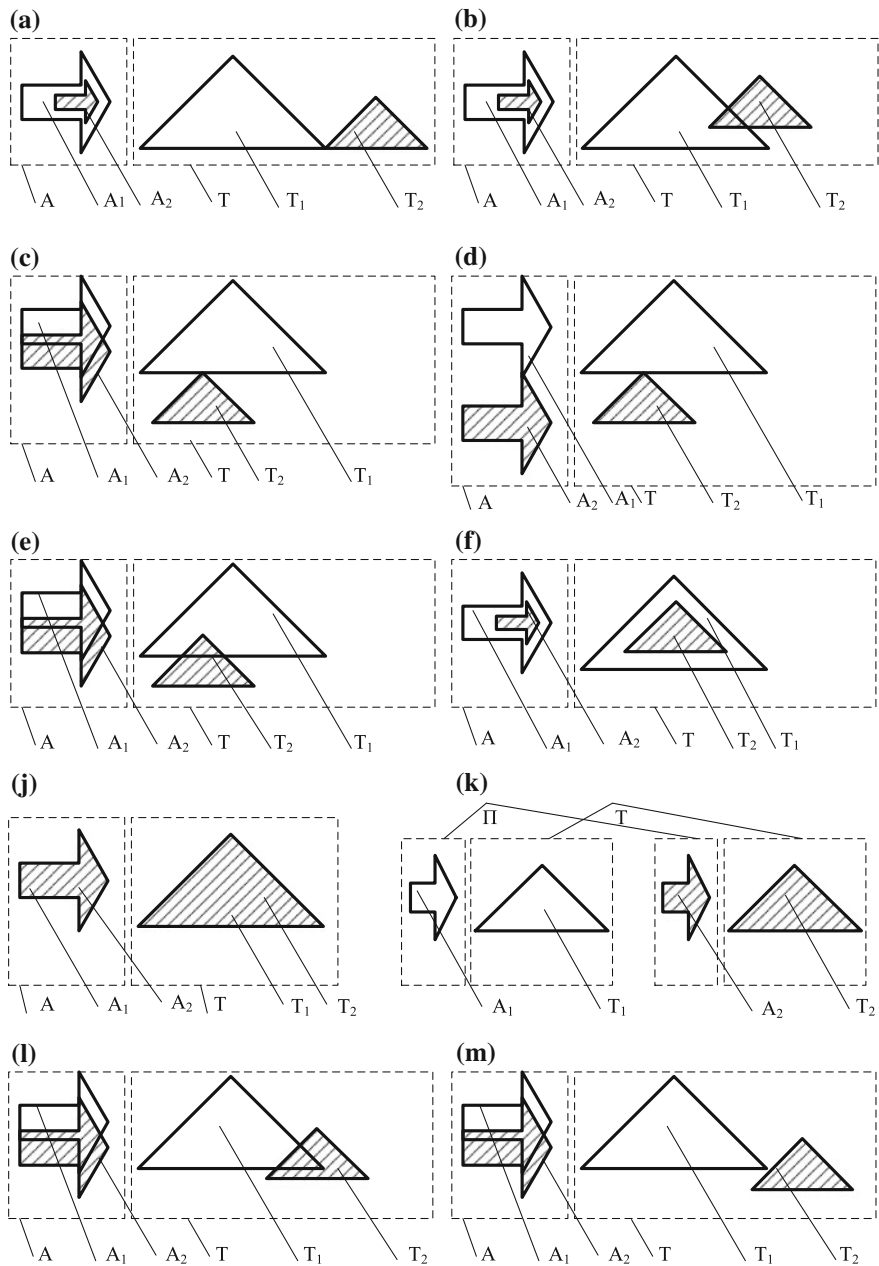 (a) (b)
A A₁ A₂ T T₁ T₂ A A₁ A₂ T T₁ T₂
(c) (d)
A A₁ A₂ T T₂ T₁ A A₂ A₁ T T₂ T₁
(e) (f)
A A₁ A₂ T T₂ T₁ A A₁ A₂ T T₂ T₁
(j) (k)
Π T
A A₁ A₂ T T₁ T₂ A₁ T₁ A₂ T₂
(l) (m)
A A₁ A₂ T T₁ T₂ A A₁ A₂ T T₁ T₂